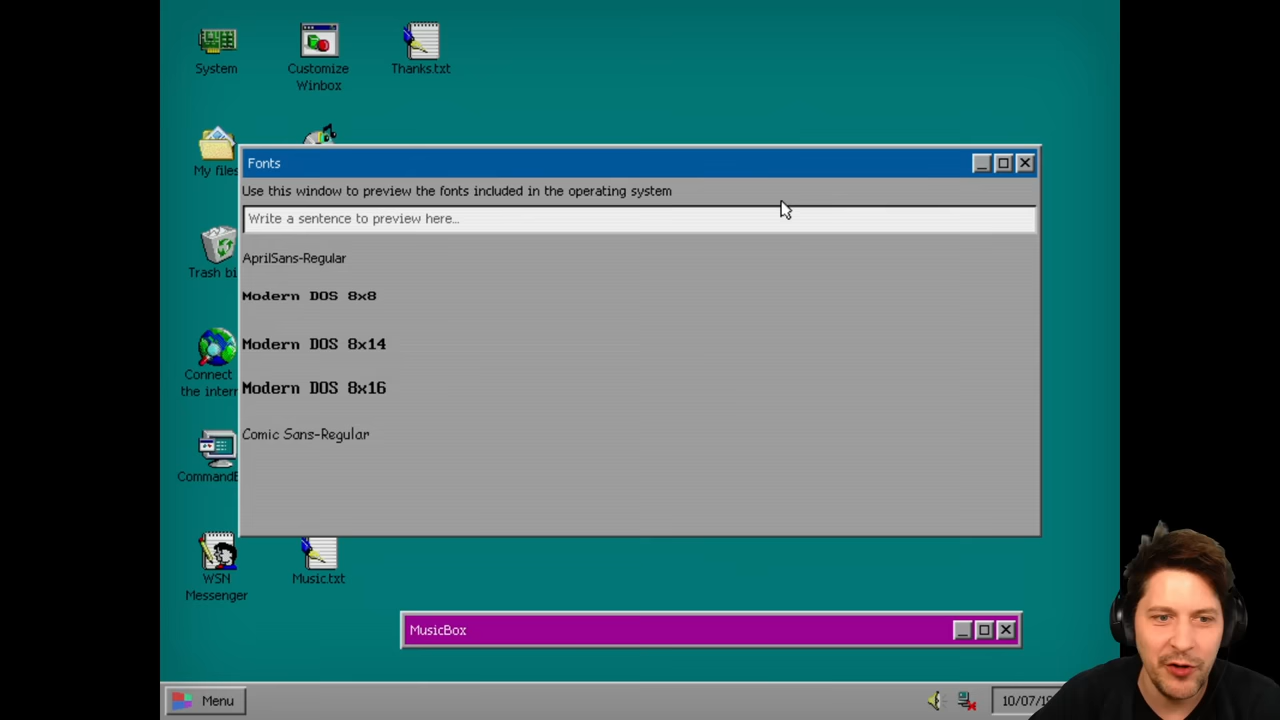 System
Customize
Winbox
Thanks.txt
My files
Fonts
Use this window to preview the fonts included in the operating system
Write a sentence to preview here...
AprilSans-Regular
Modern DOS 8x8
Trash bi
Modern DOS 8x14
Connect
the intern
Modern DOS 8x16
Comic Sans-Regular
Command
WSN
Messenger
Music.txt
MusicBox
Menu
10/07/19